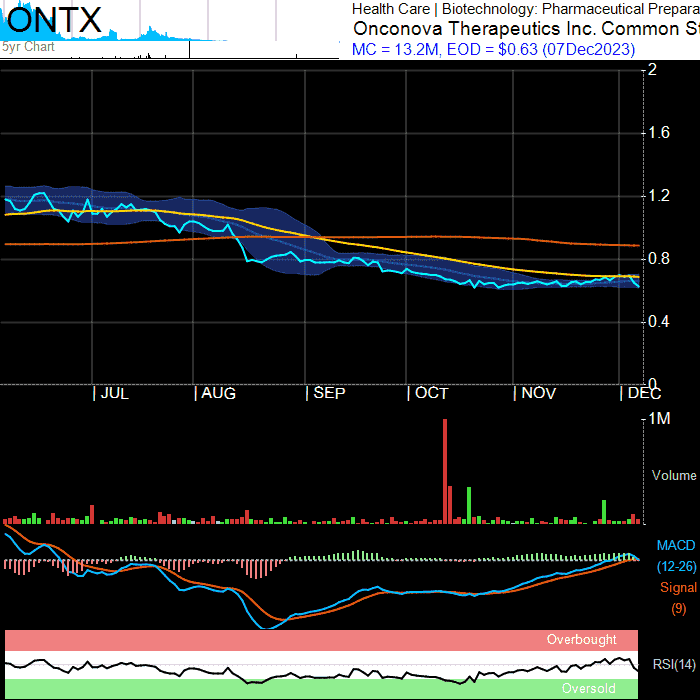 ONTX
5yr Chart
Health Care | Biotechnology: Pharmaceutical Prepara
Onconova Therapeutics Inc. Common St
MC = 13.2M, EOD = $0.63 (07Dec2023)
2
1.6
1.2
0.8
0.4
0
| JUL | AUG | SEP | OCT | NOV | DEC
1M
Volume
MACD
(12-26)
Signal
(9)
Overbought
RSI(14)
Oversold